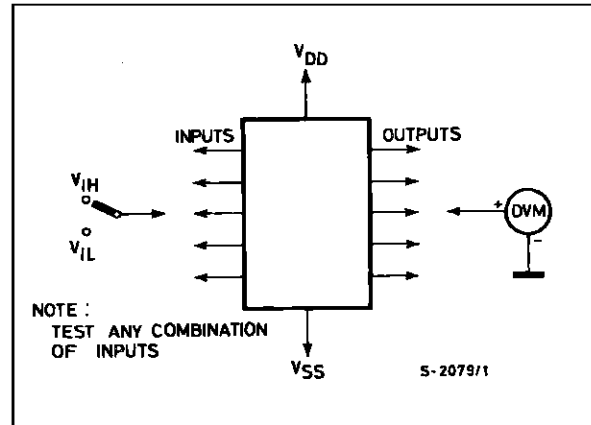 VDD
INPUTS
OUTPUTS
VIH
VIL
+
DVM
-
NOTE :
TEST ANY COMBINATION
OF INPUTS
VSS
S-2079/1